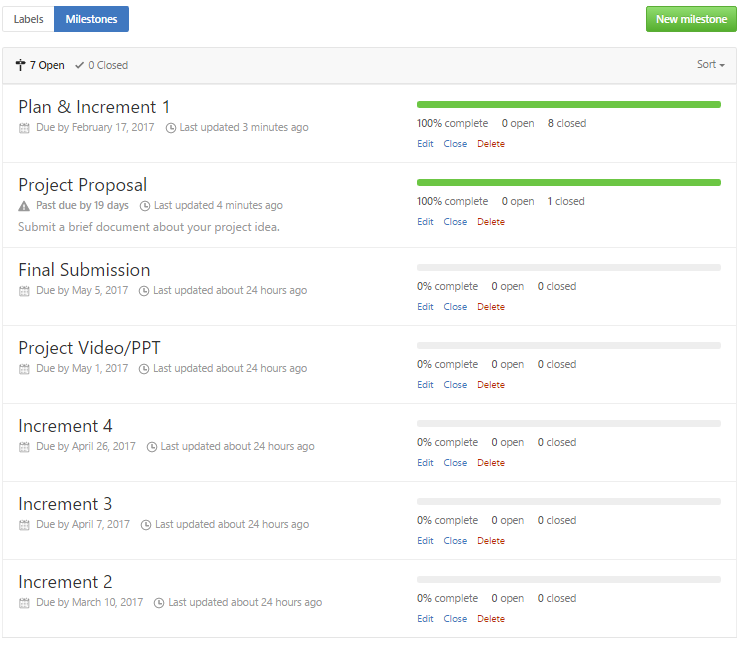 Labels Milestones New milestone
7 Open 0 Closed Sort
Plan & Increment 1
Due by February 17, 2017 Last updated 3 minutes ago
100% complete 0 open 8 closed
Edit Close Delete
Project Proposal
Past due by 19 days Last updated 4 minutes ago
Submit a brief document about your project idea.
100% complete 0 open 1 closed
Edit Close Delete
Final Submission
Due by May 5, 2017 Last updated about 24 hours ago
0% complete 0 open 0 closed
Edit Close Delete
Project Video/PPT
Due by May 1, 2017 Last updated about 24 hours ago
0% complete 0 open 0 closed
Edit Close Delete
Increment 4
Due by April 26, 2017 Last updated about 24 hours ago
0% complete 0 open 0 closed
Edit Close Delete
Increment 3
Due by April 7, 2017 Last updated about 24 hours ago
0% complete 0 open 0 closed
Edit Close Delete
Increment 2
Due by March 10, 2017 Last updated about 24 hours ago
0% complete 0 open 0 closed
Edit Close Delete